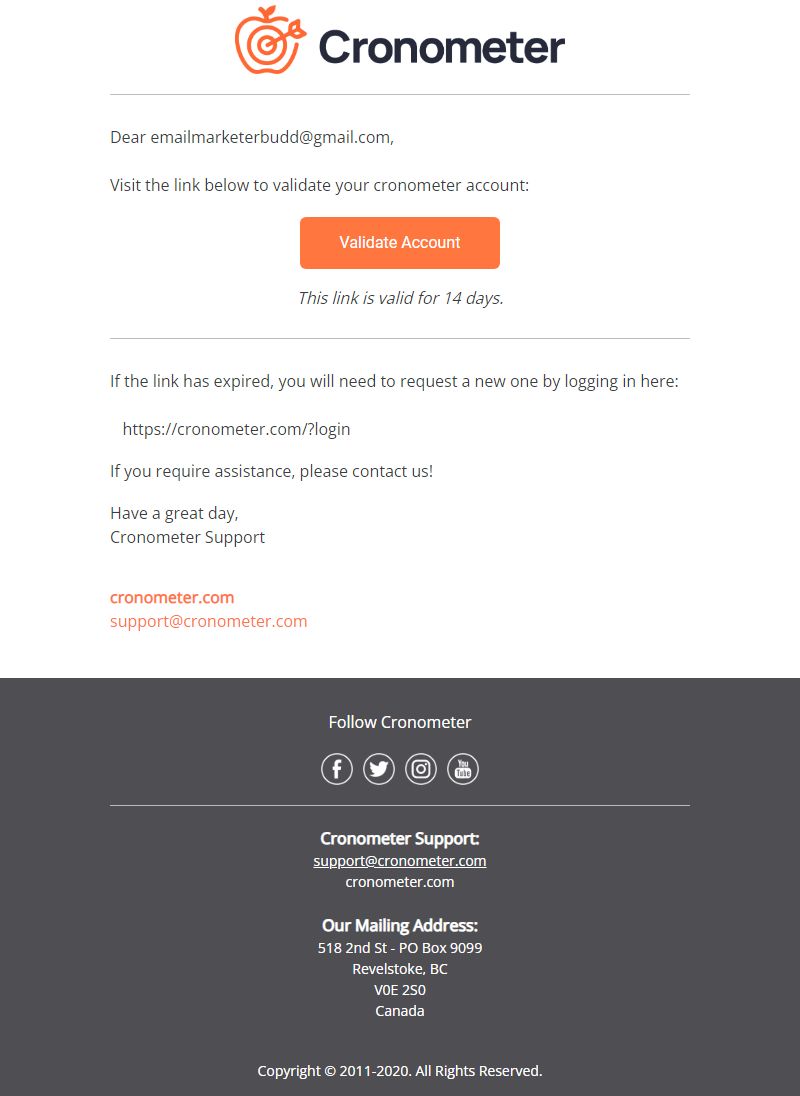 Cronometer
Dear emailmarketerbudd@gmail.com,
Visit the link below to validate your cronometer account:
Validate Account
This link is valid for 14 days.
If the link has expired, you will need to request a new one by logging in here:
https://cronometer.com/?login
If you require assistance, please contact us!
Have a great day,
Cronometer Support
cronometer.com
support@cronometer.com
Follow Cronometer
You Tube
Cronometer Support:
support@cronometer.com
cronometer.com
Our Mailing Address:
518 2nd St - PO Box 9099
Revelstoke, BC
V0E 2S0
Canada
Copyright © 2011-2020. All Rights Reserved.